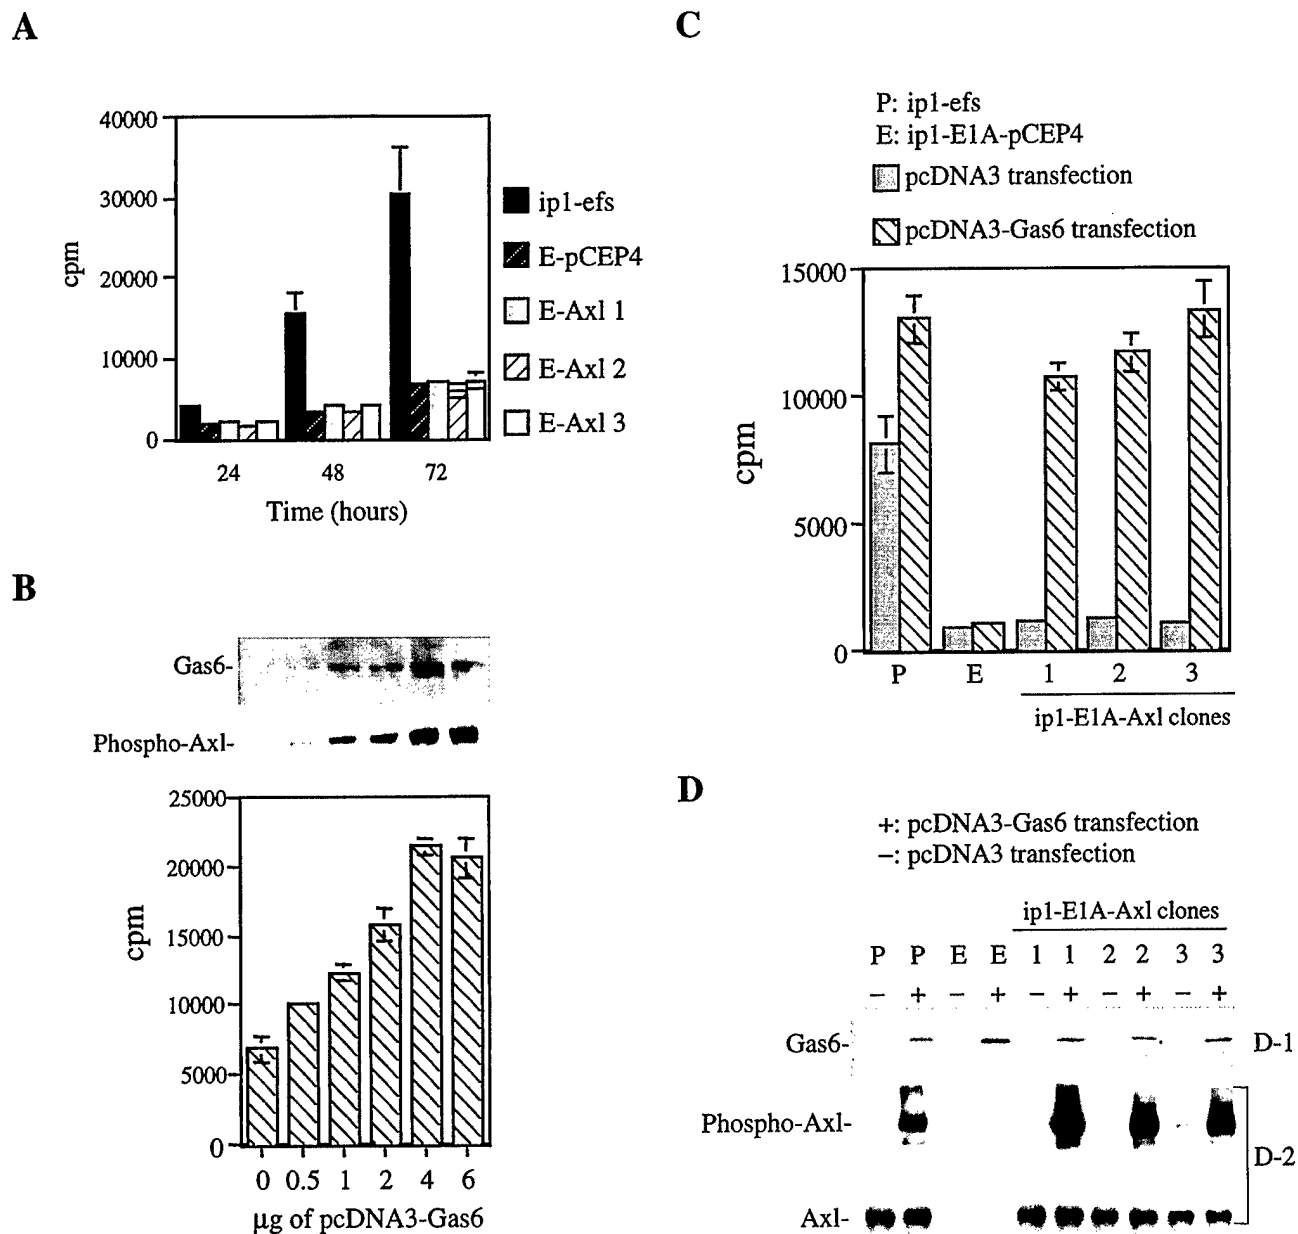 A
40000
30000
20000
10000
0
cpm
24 48 72
Time (hours)
ip1-efs
E-pCEP4
E-Axl 1
E-Axl 2
E-Axl 3
B
Gas6-
Phospho-Axl-
25000
20000
15000
10000
5000
0
cpm
0 0.5 1 2 4 6
µg of pcDNA3-Gas6
C
P: ip1-efs
E: ip1-E1A-pCEP4
pcDNA3 transfection
pcDNA3-Gas6 transfection
15000
10000
5000
0
cpm
P E 1 2 3
ip1-E1A-Axl clones
D
+: pcDNA3-Gas6 transfection
−: pcDNA3 transfection
ip1-E1A-Axl clones
P P E E 1 1 2 2 3 3
− + − + − + − + − +
Gas6-
D-1
Phospho-Axl-
D-2
Axl-